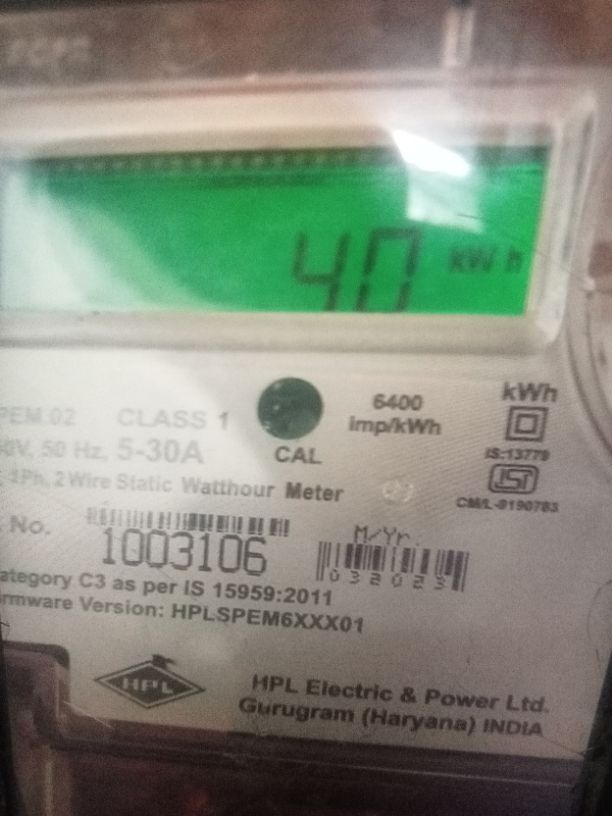 40 kWh
kWh
6400
Imp/kWh
PEM.02 CLASS 1
CAL
50 Hz, 5-30A
IS:13779
1Ph, 2 Wire Static Watthour Meter
CM/L-9190783
No.
1003106
M/Yr.
032023
ategory C3 as per IS 15959:2011
rmware Version: HPLSPEM6XXX01
HPL
HPL Electric & Power Ltd.
Gurugram (Haryana) INDIA